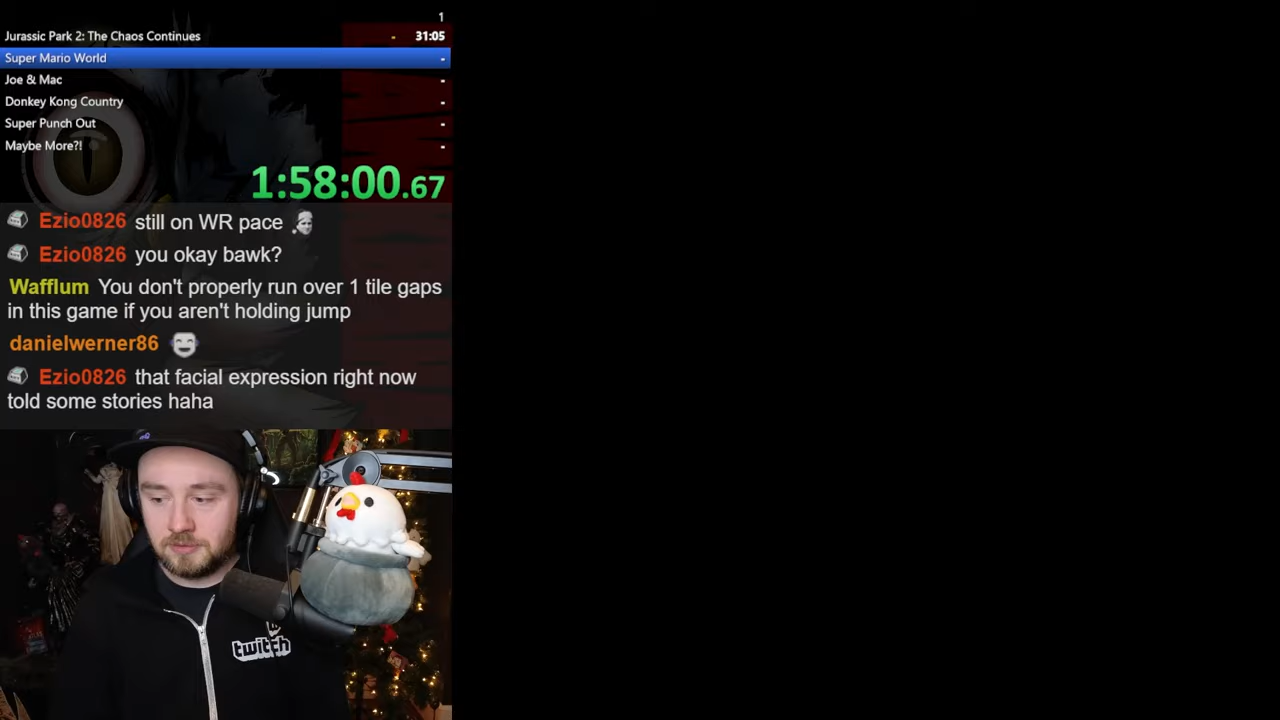 1
Jurassic Park 2: The Chaos Continues - 31:05
Super Mario World -
Joe & Mac -
Donkey Kong Country -
Super Punch Out -
Maybe More?! -
1:58:00.67
Ezio0826 still on WR pace
Ezio0826 you okay bawk?
Wafflum You don't properly run over 1 tile gaps
in this game if you aren't holding jump
danielwerner86
Ezio0826 that facial expression right now
told some stories haha
twitch